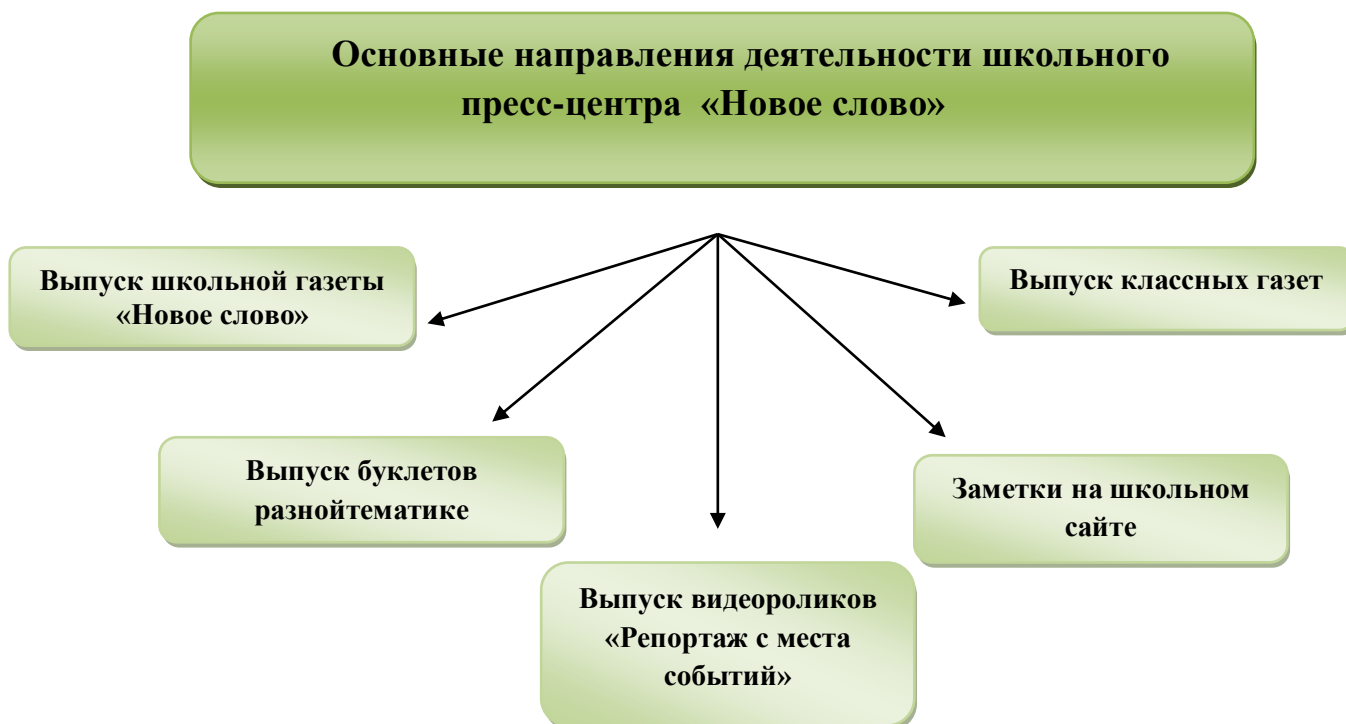 Основные направления деятельности школьного
пресс-центра «Новое слово»
Выпуск школьной газеты
«Новое слово»
Выпуск классных газет
Выпуск буклетов
разнойтематике
Заметки на школьном
сайте
Выпуск видеороликов
«Репортаж с места
событий»